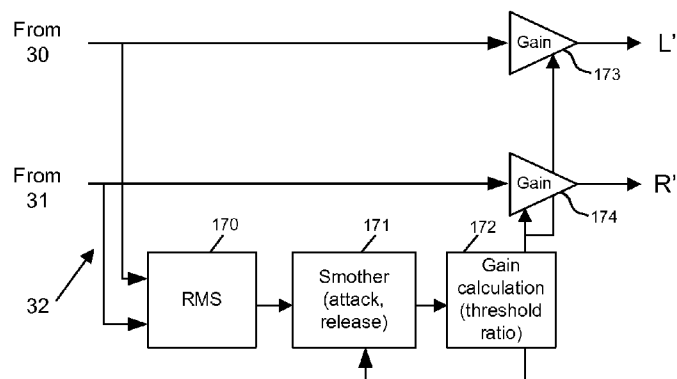 From
30
Gain
L'
173
From
31
Gain
R'
174
170
171
172
32
RMS
Smother
(attack,
release)
Gain
calculation
(threshold
ratio)